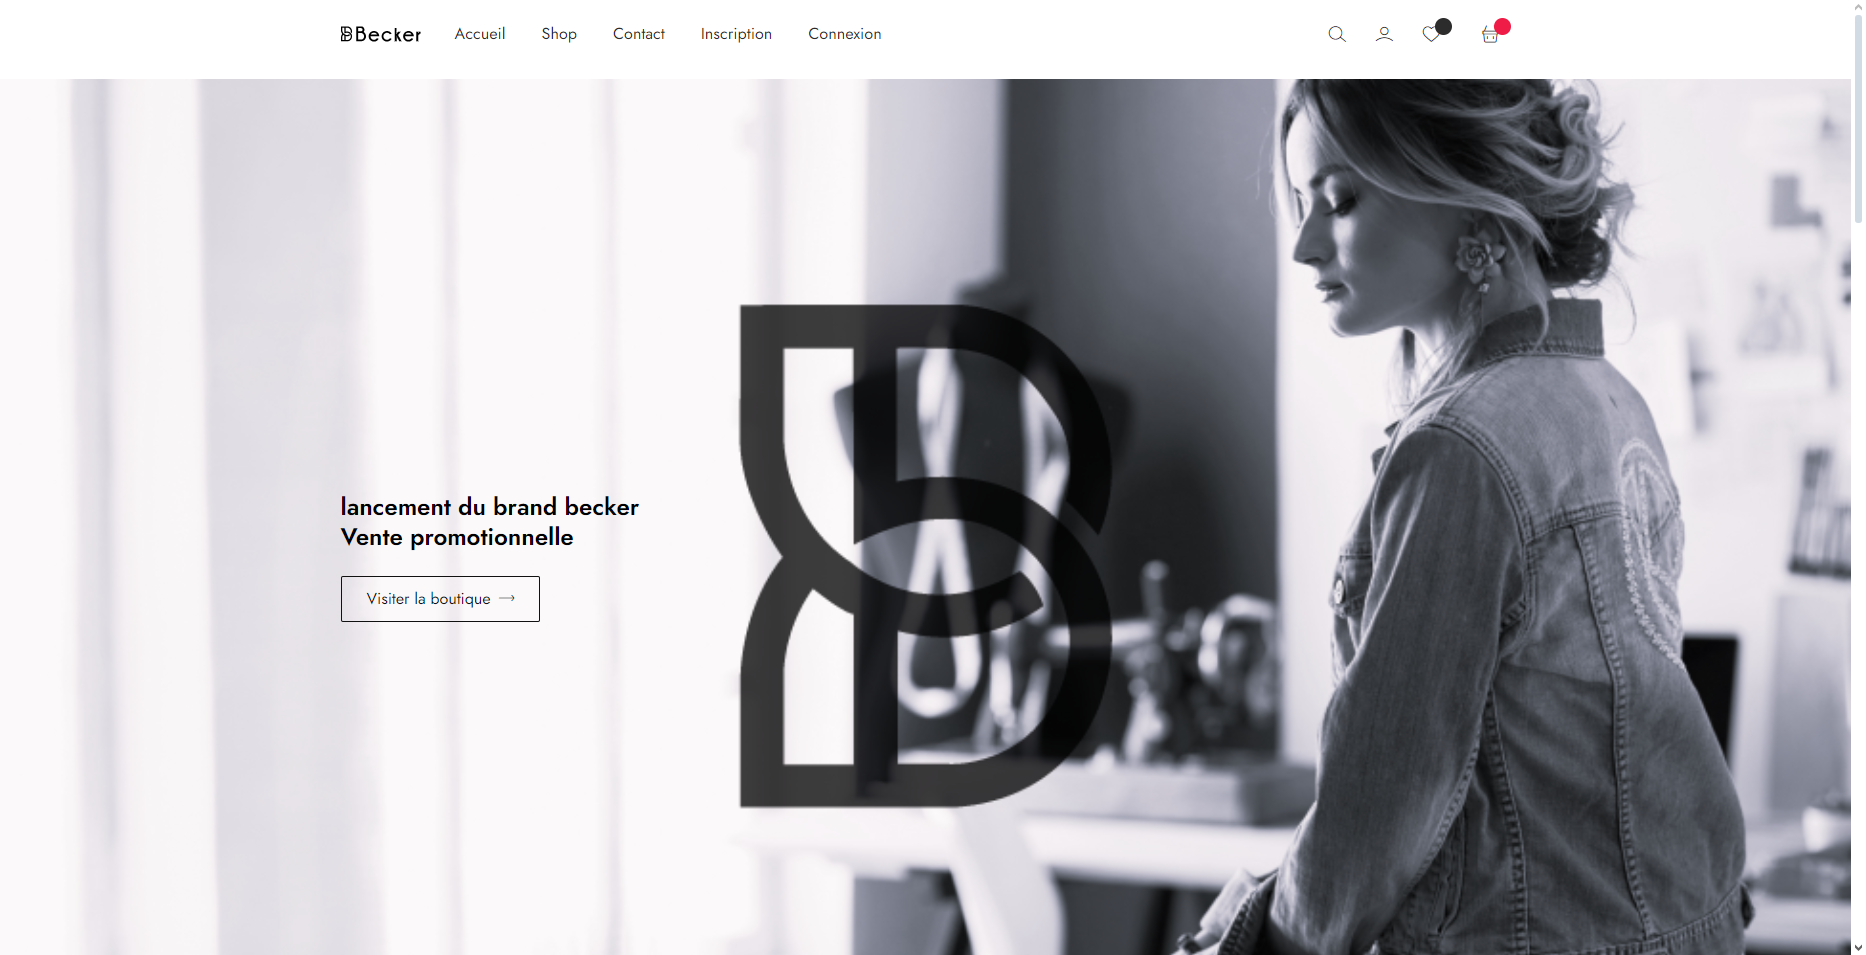 Becker
Accueil
Shop
Contact
Inscription
Connexion
lancement du brand becker
Vente promotionnelle
Visiter la boutique →